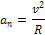 aₙ = v²/R